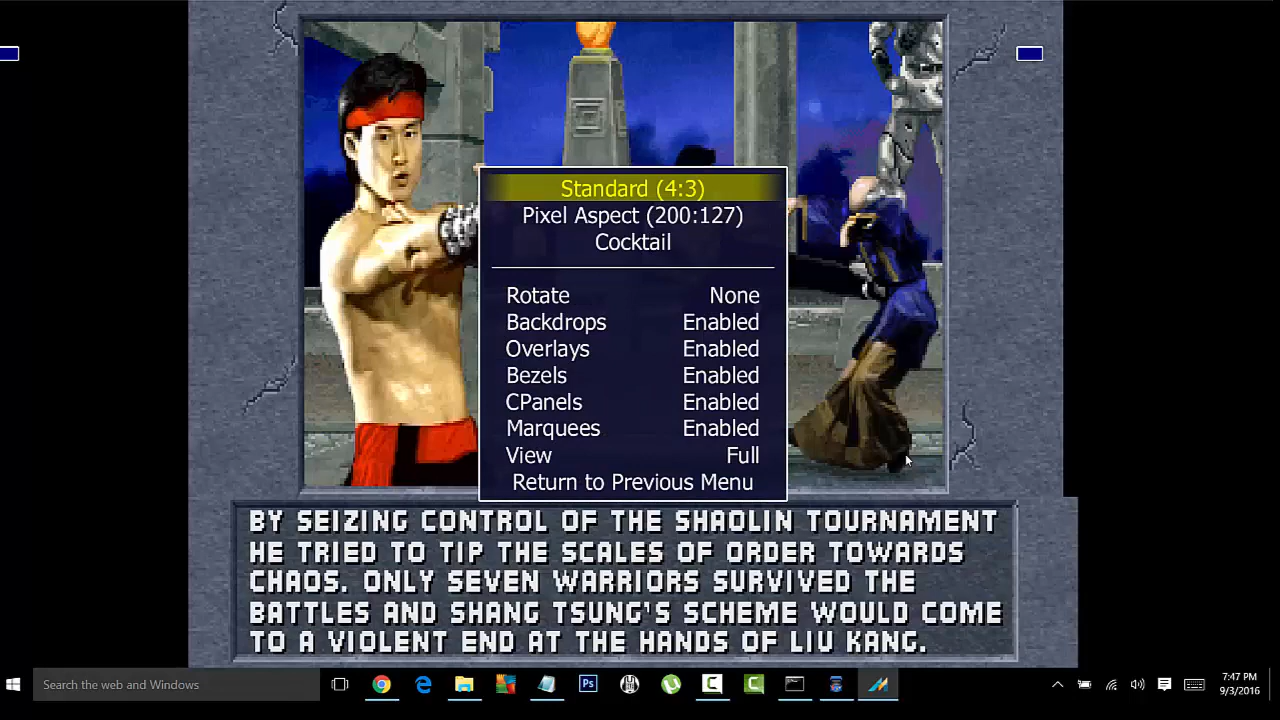 Standard (4:3)
Pixel Aspect (200:127)
Cocktail
Rotate None
Backdrops Enabled
Overlays Enabled
Bezels Enabled
CPanels Enabled
Marquees Enabled
View Full
Return to Previous Menu
BY SEIZING CONTROL OF THE SHAOLIN TOURNAMENT
HE TRIED TO TIP THE SCALES OF ORDER TOWARDS
CHAOS. ONLY SEVEN WARRIORS SURVIVED THE
BATTLES AND SHANG TSUNG'S SCHEME WOULD COME
TO A VIOLENT END AT THE HANDS OF LIU KANG.
Search the web and Windows
Ps
7:47 PM
9/3/2016